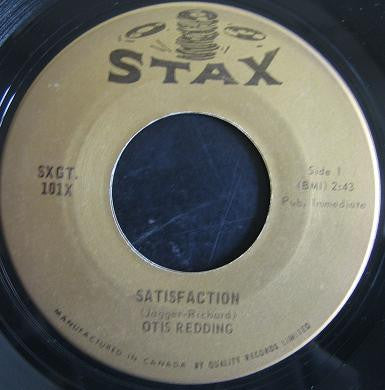 STAX
SXGT.
101X
Side 1
(BMI) 2:43
Pub. Immediate
SATISFACTION
(Jagger-Richard)
OTIS REDDING
MANUFACTURED IN CANADA BY QUALITY RECORDS LIMITED